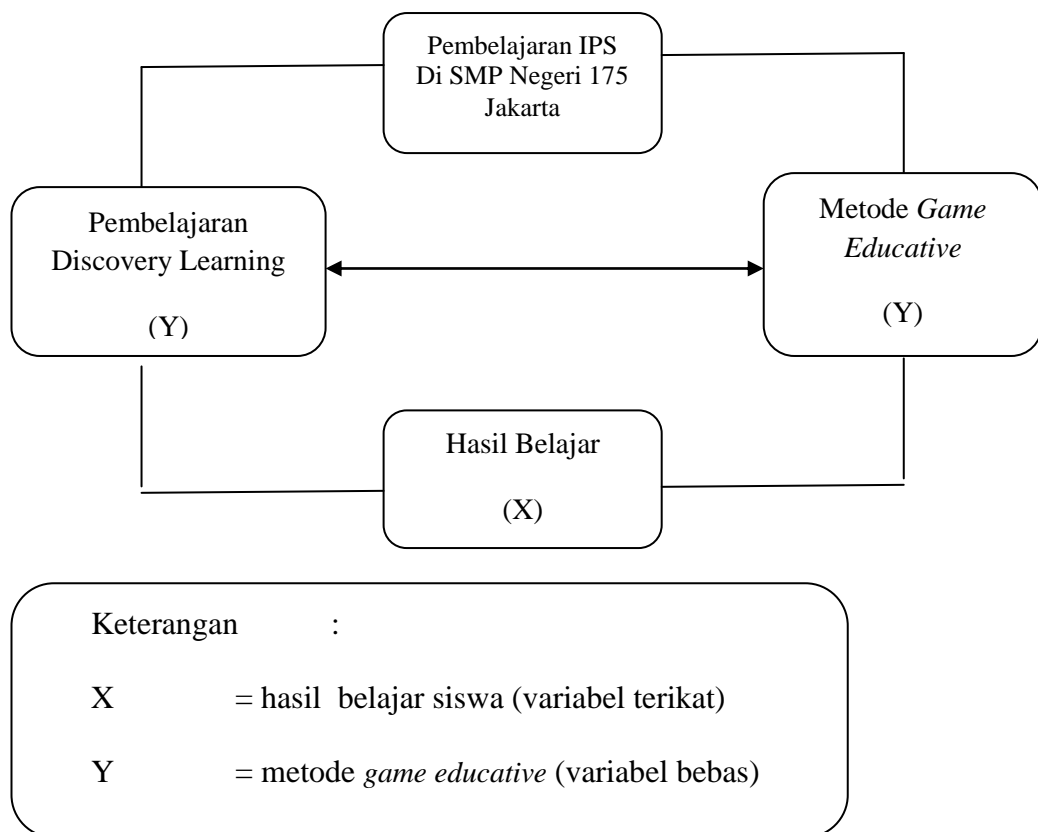 Pembelajaran IPS
Di SMP Negeri 175
Jakarta
Pembelajaran
Discovery Learning
(Y)
Metode Game
Educative
(Y)
Hasil Belajar
(X)
Keterangan :
X = hasil belajar siswa (variabel terikat)
Y = metode game educative (variabel bebas)